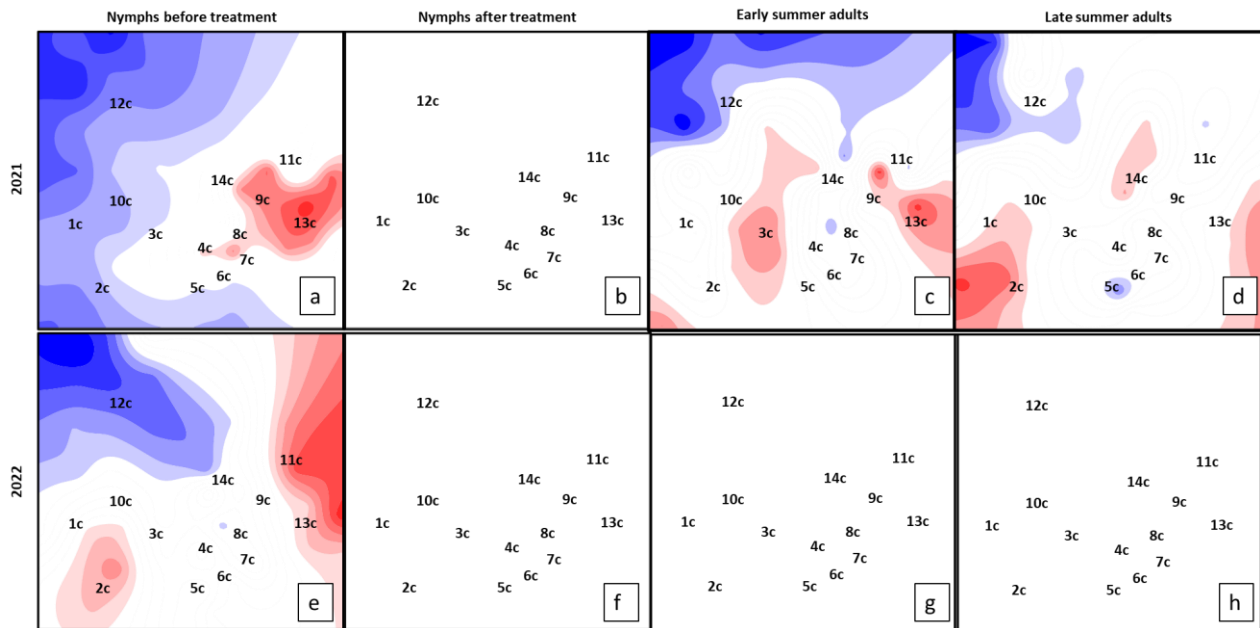 Nymphs before treatment Nymphs after treatment Early summer adults Late summer adults
2021
12c
11c
14c
10c
9c
1c
13c
3c
8c
4c
7c
6c
2c
5c
a
12c
11c
14c
10c
9c
1c
13c
3c
8c
4c
7c
6c
2c
5c
b
12c
11c
14c
10c
9c
1c
13c
3c
8c
4c
7c
6c
2c
5c
c
12c
11c
14c
10c
9c
1c
13c
3c
8c
4c
7c
6c
2c
5c
d
2022
12c
11c
14c
10c
9c
1c
13c
3c
8c
4c
7c
6c
2c
5c
e
12c
11c
14c
10c
9c
1c
13c
3c
8c
4c
7c
6c
2c
5c
f
12c
11c
14c
10c
9c
1c
13c
3c
8c
4c
7c
6c
2c
5c
g
12c
11c
14c
10c
9c
1c
13c
3c
8c
4c
7c
6c
2c
5c
h